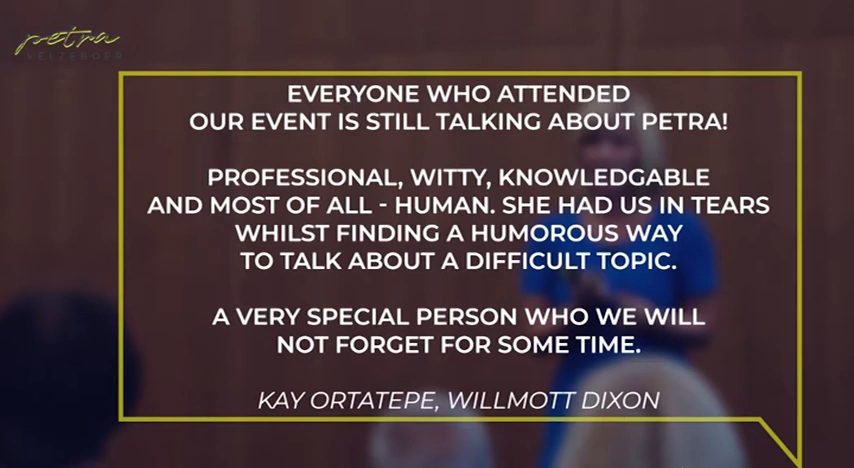 petra
VELZEBOER
EVERYONE WHO ATTENDED
OUR EVENT IS STILL TALKING ABOUT PETRA!
PROFESSIONAL, WITTY, KNOWLEDGABLE
AND MOST OF ALL - HUMAN. SHE HAD US IN TEARS
WHILST FINDING A HUMOROUS WAY
TO TALK ABOUT A DIFFICULT TOPIC.
A VERY SPECIAL PERSON WHO WE WILL
NOT FORGET FOR SOME TIME.
KAY ORTATEPE, WILLMOTT DIXON